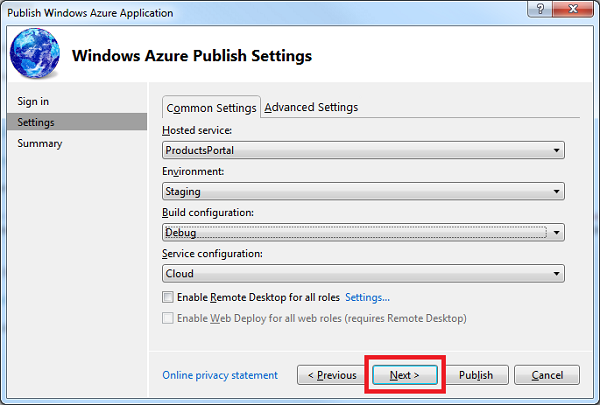 Publish Windows Azure Application
Windows Azure Publish Settings
Sign in
Settings
Summary
Common Settings
Advanced Settings
Hosted service:
ProductsPortal
Environment:
Staging
Build configuration:
Debug
Service configuration:
Cloud
Enable Remote Desktop for all roles Settings...
Enable Web Deploy for all web roles (requires Remote Desktop)
Online privacy statement
< Previous
Next >
Publish
Cancel